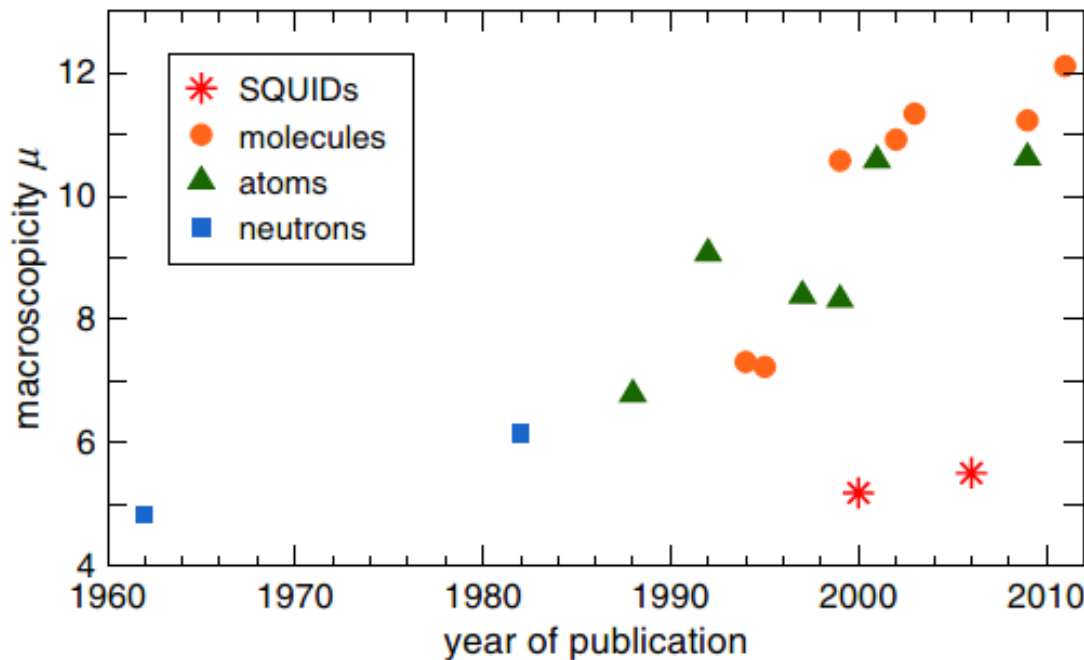 12
10
8
6
4
macroscopicity μ
SQUIDs
molecules
atoms
neutrons
1960 1970 1980 1990 2000 2010
year of publication